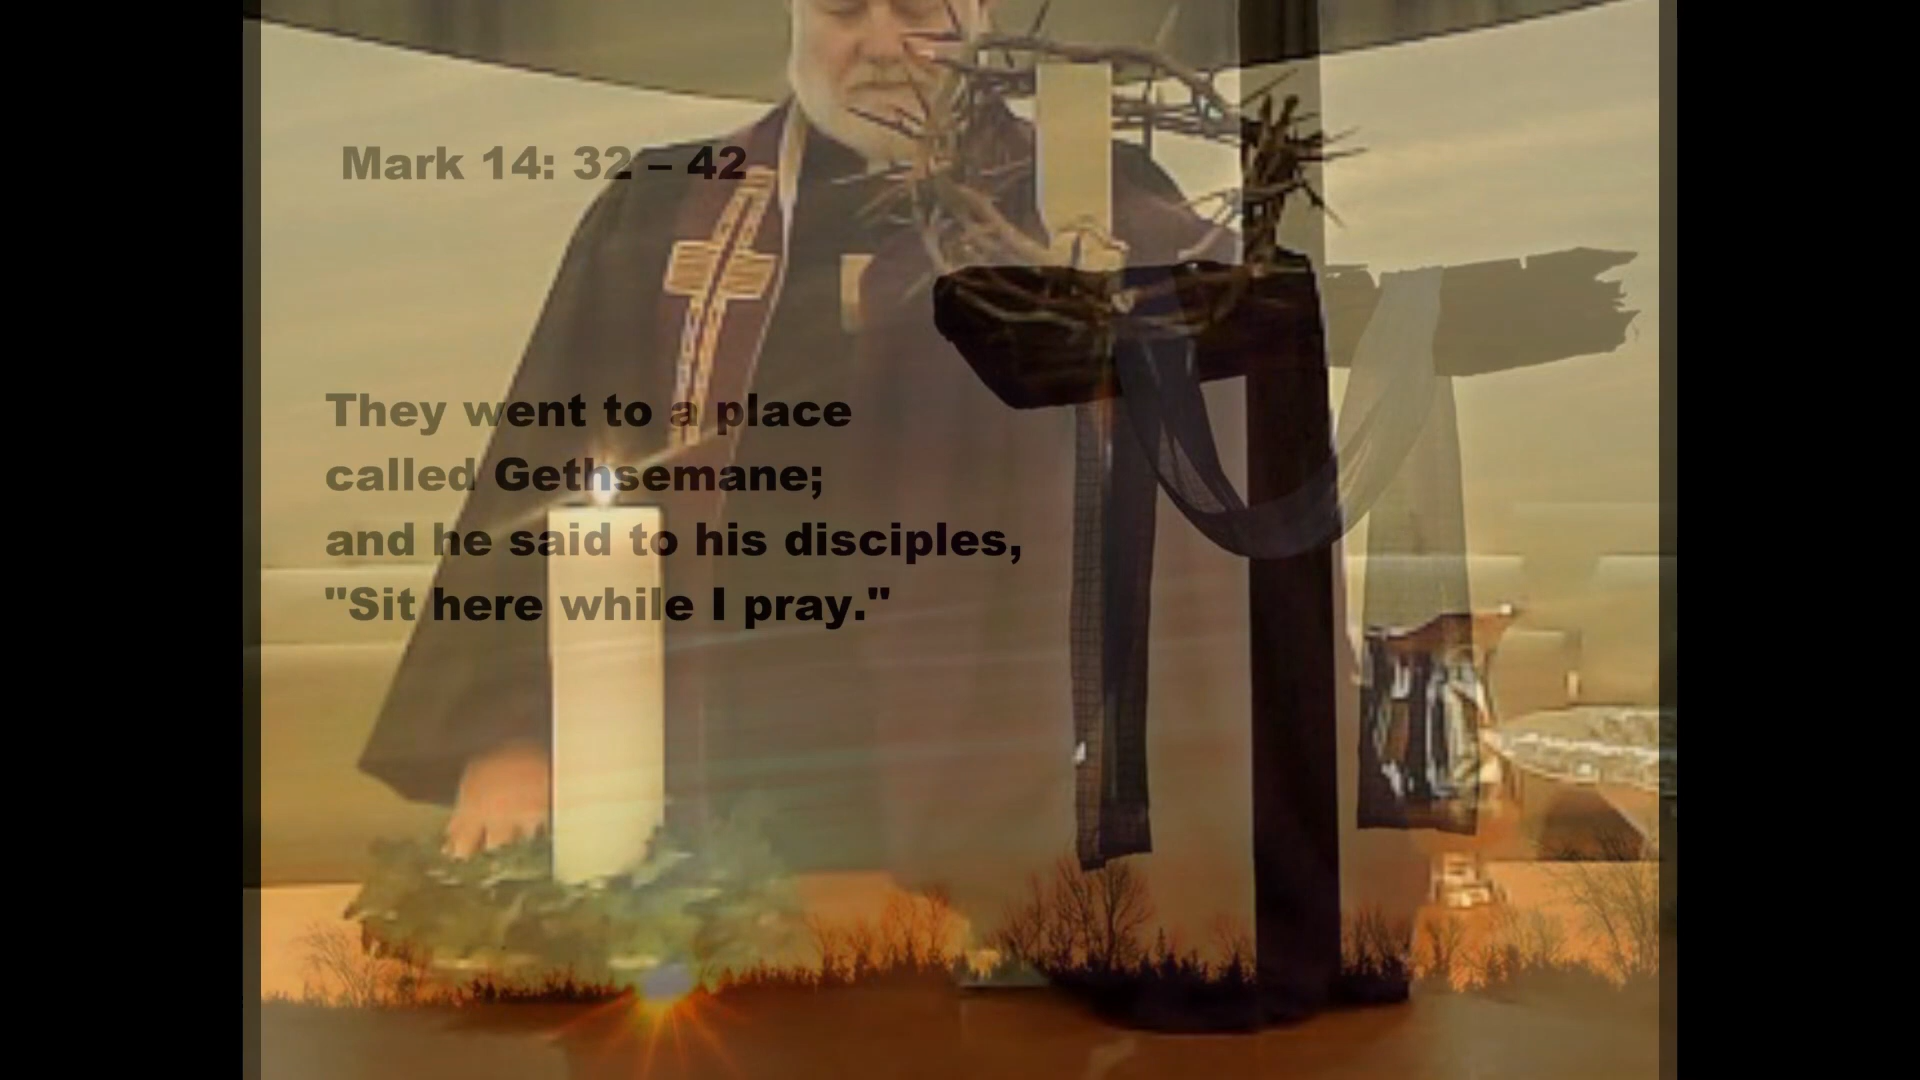 Mark 14: 32 – 42
They went to a place
called Gethsemane;
and he said to his disciples,
"Sit here while I pray."